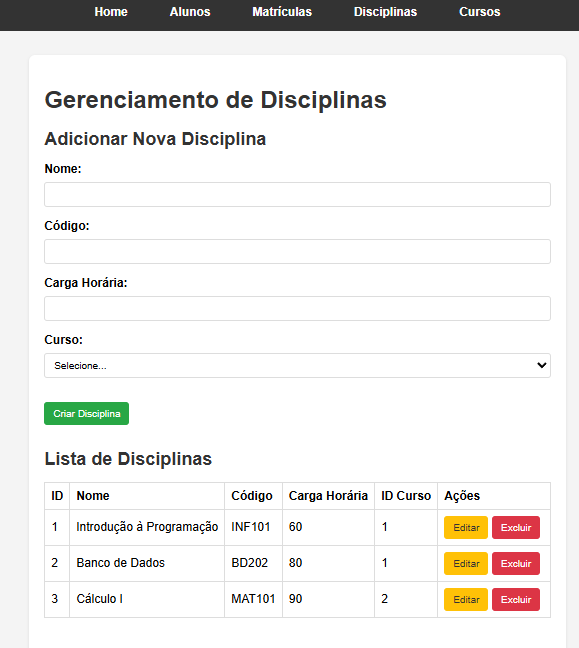 Home Alunos Matrículas Disciplinas Cursos
Gerenciamento de Disciplinas
Adicionar Nova Disciplina
Nome:
Código:
Carga Horária:
Curso:
Selecione...
Criar Disciplina
Lista de Disciplinas
ID Nome Código Carga Horária ID Curso Ações
1 Introdução à Programação INF101 60 1 Editar Excluir
2 Banco de Dados BD202 80 1 Editar Excluir
3 Cálculo I MAT101 90 2 Editar Excluir